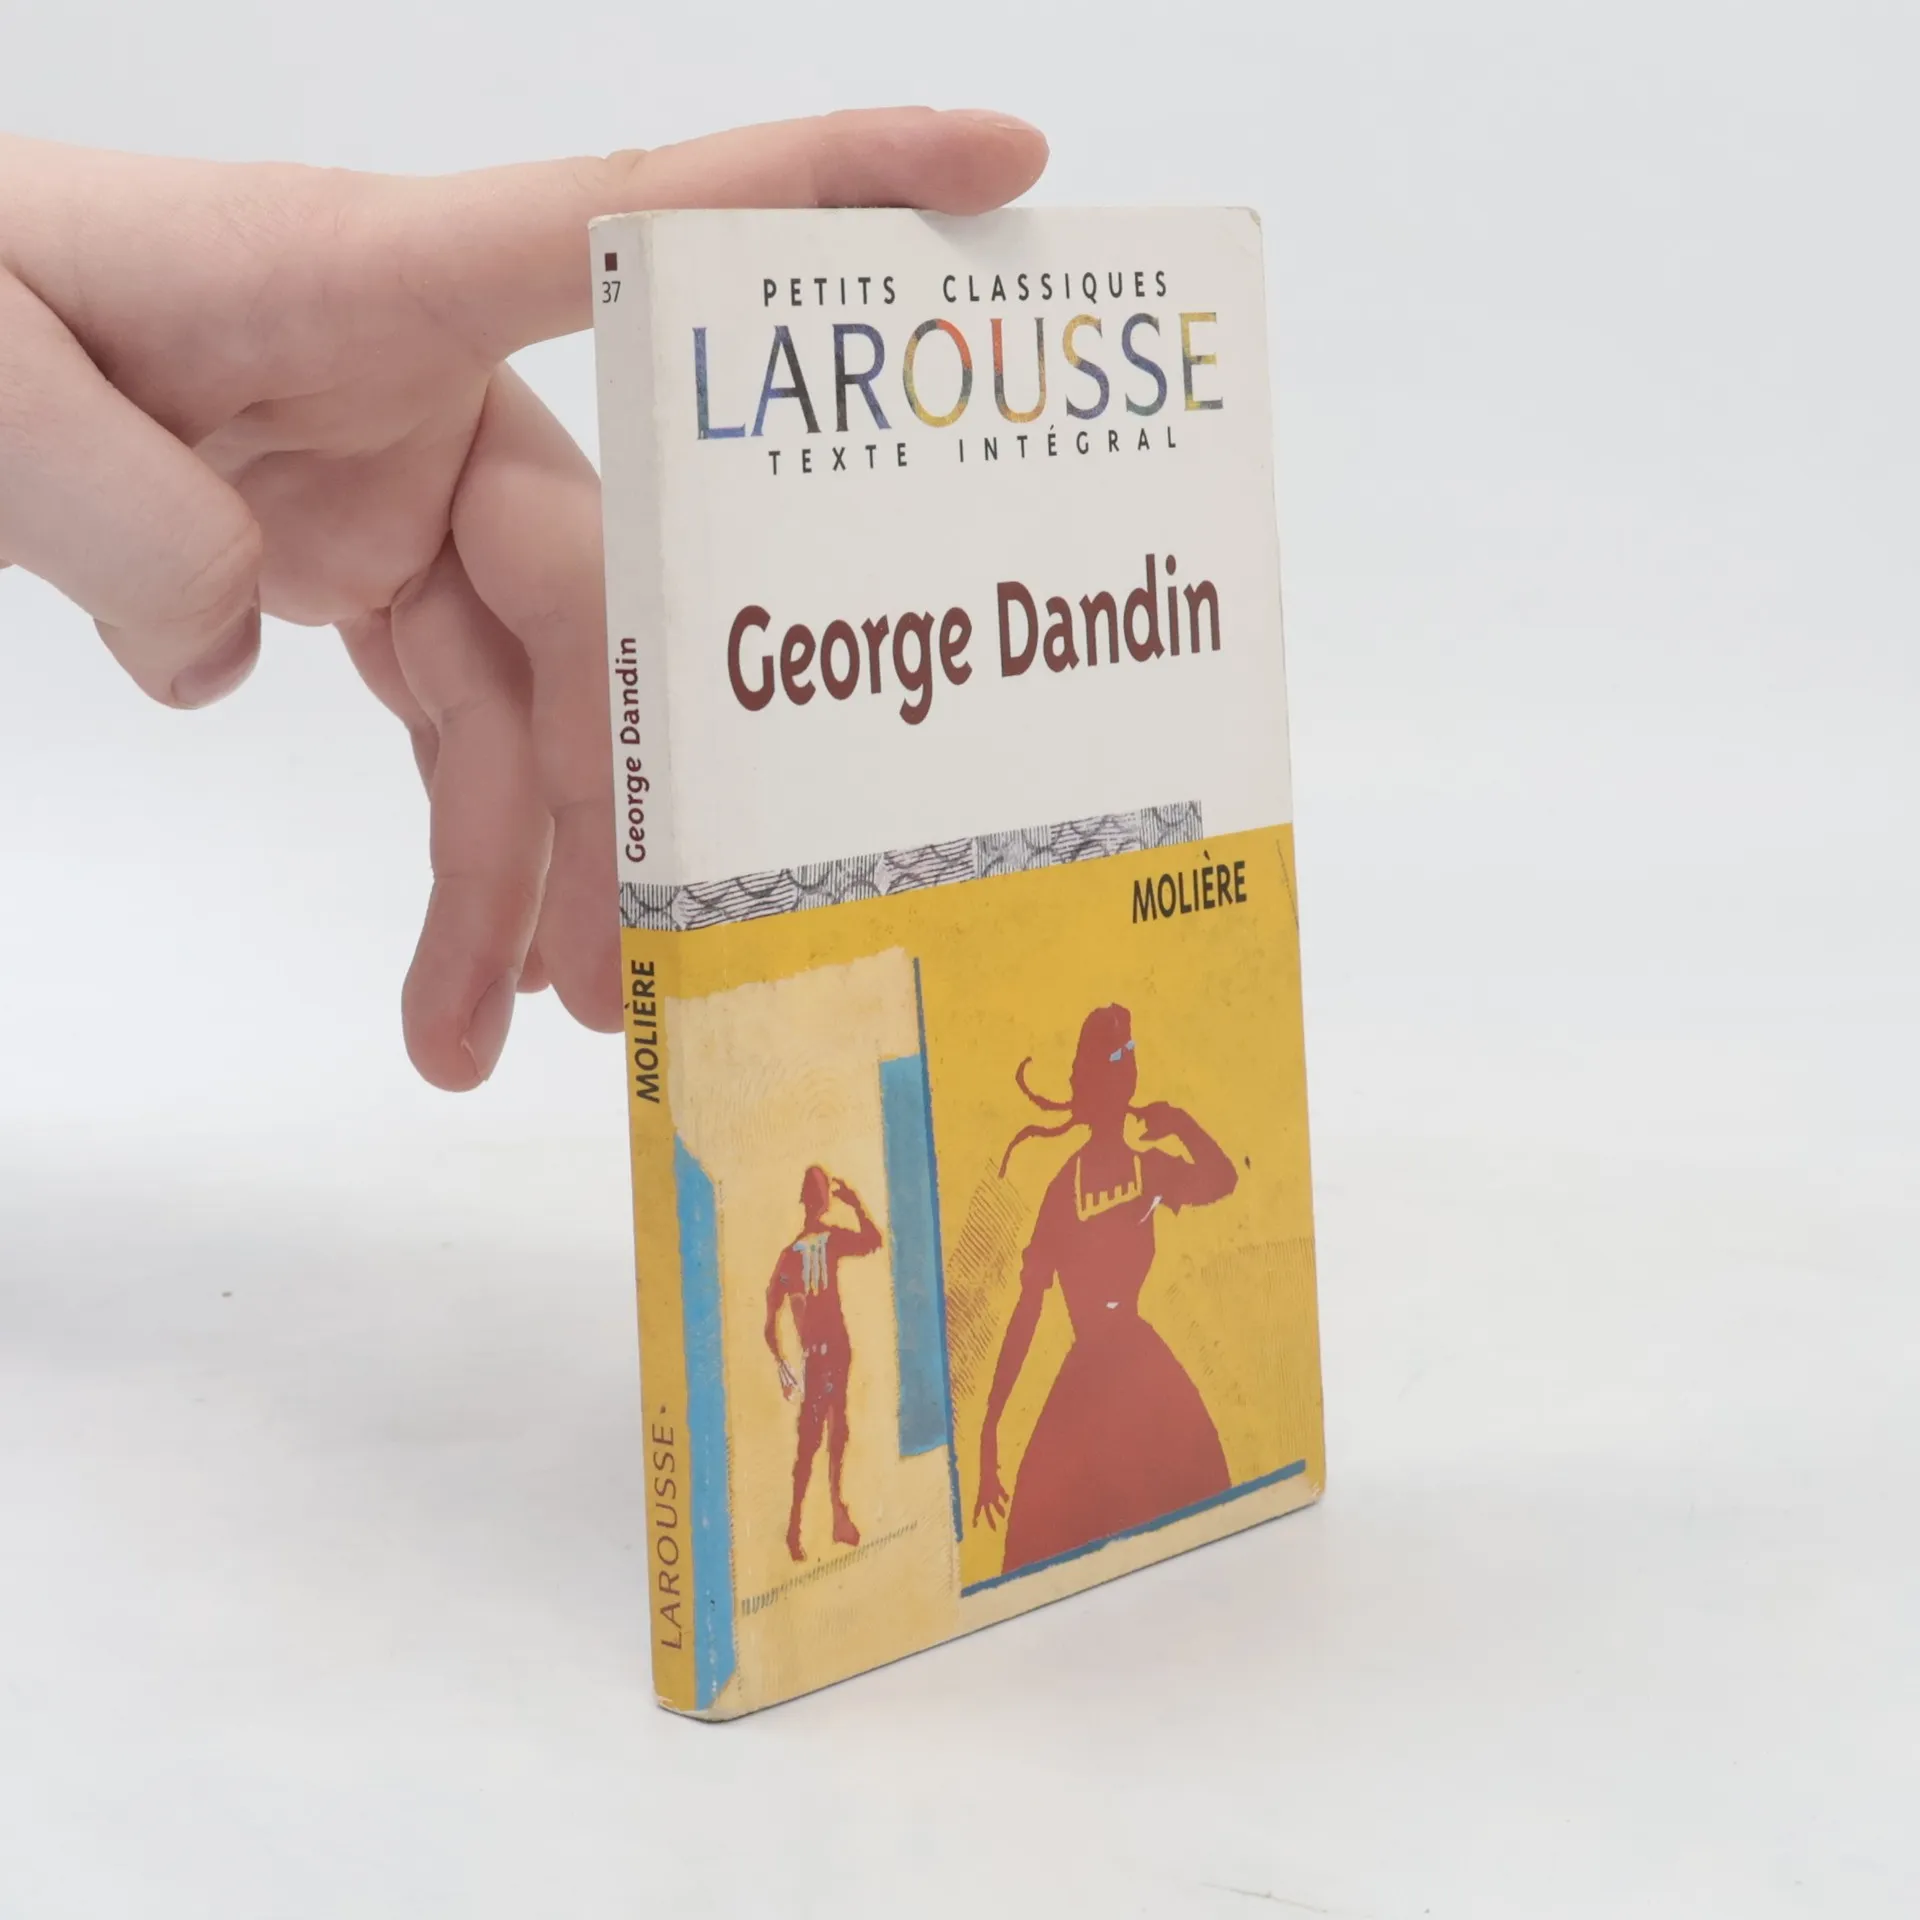 PETITS CLASSIQUES
LAROUSSE
TEXTE INTÉGRAL
George Dandin
MOLIÈRE
37
George Dandin
MOLIÈRE
LAROUSSE